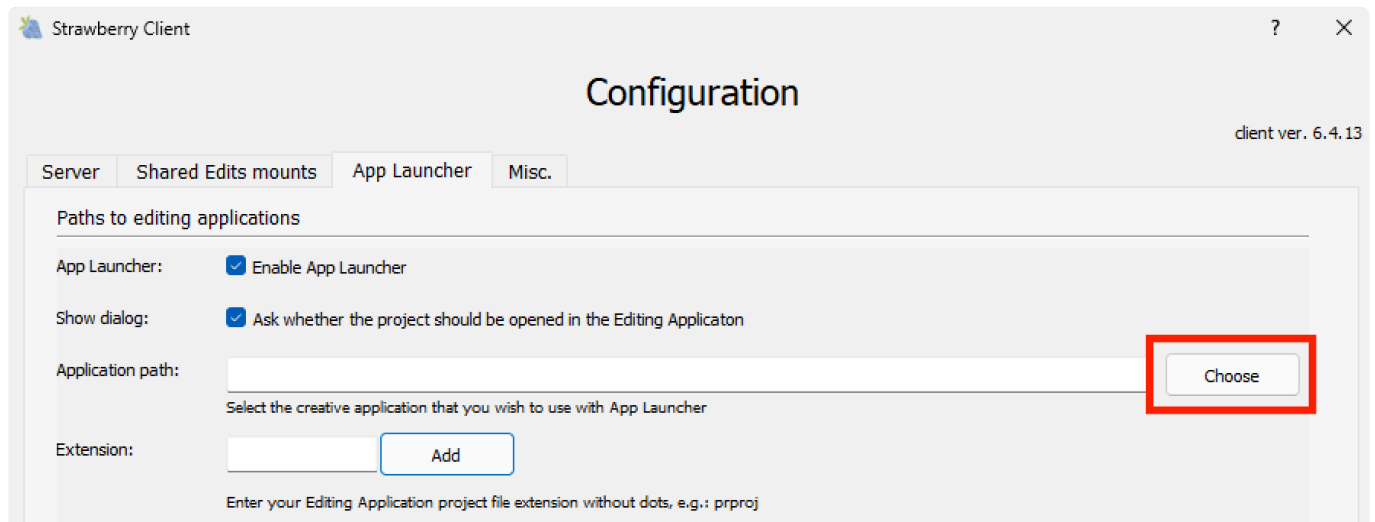 Strawberry Client ?
Configuration
client ver. 6.4.13
Server Shared Edits mounts App Launcher Misc.
Paths to editing applications
App Launcher: Enable App Launcher
Show dialog: Ask whether the project should be opened in the Editing Applicaton
Application path: Choose
Select the creative application that you wish to use with App Launcher
Extension: Add
Enter your Editing Application project file extension without dots, e.g.: prproj